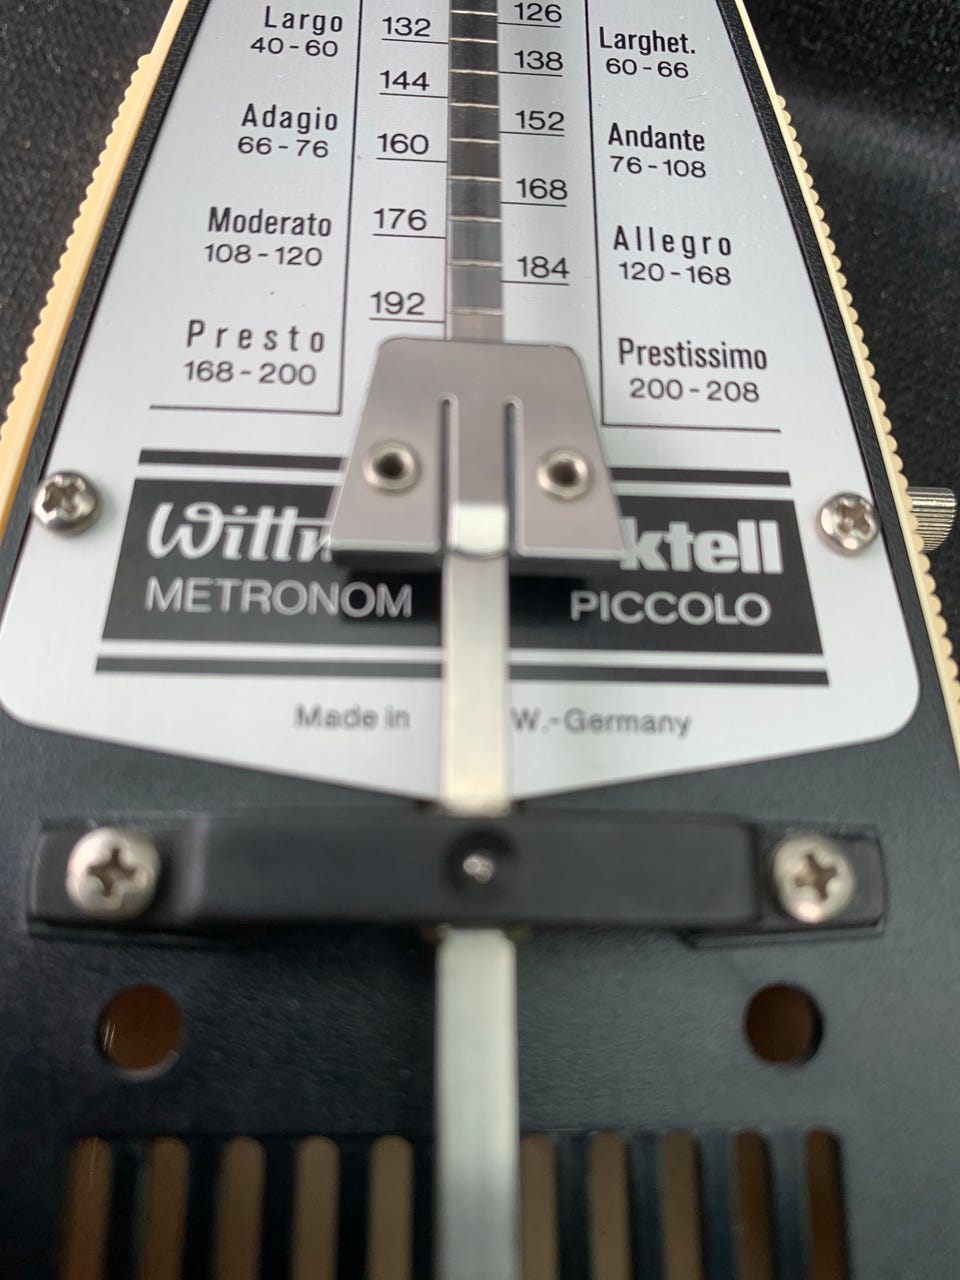 Largo
40-60
Adagio
66-76
Moderato
108-120
Presto
168-200
132
144
160
176
192
126
138
152
168
184
Larghet.
60-66
Andante
76-108
Allegro
120-168
Prestissimo
200-208
METRONOM PICCOLO
Made in W.-Germany